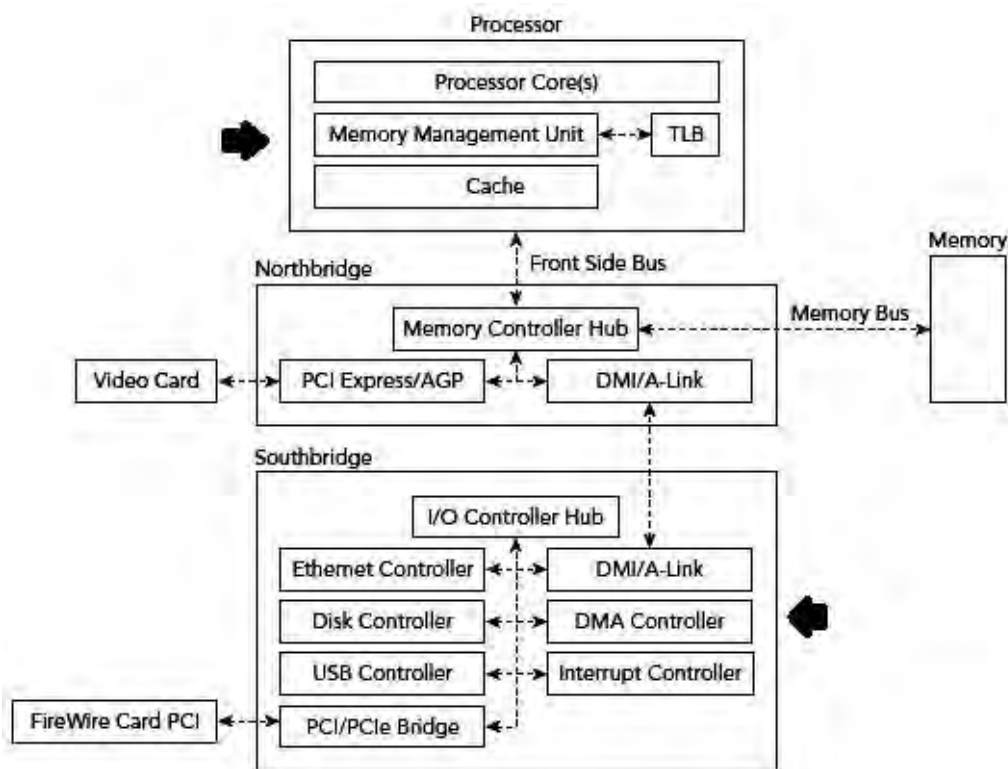 Processor
Processor Core(s)
Memory Management Unit
TLB
Cache
Memory
Front Side Bus
Northbridge
Memory Controller Hub
Memory Bus
Video Card
PCI Express/AGP
DMI/A-Link
Southbridge
I/O Controller Hub
Ethernet Controller
DMI/A-Link
Disk Controller
DMA Controller
USB Controller
Interrupt Controller
FireWire Card PCI
PCI/PCIe Bridge